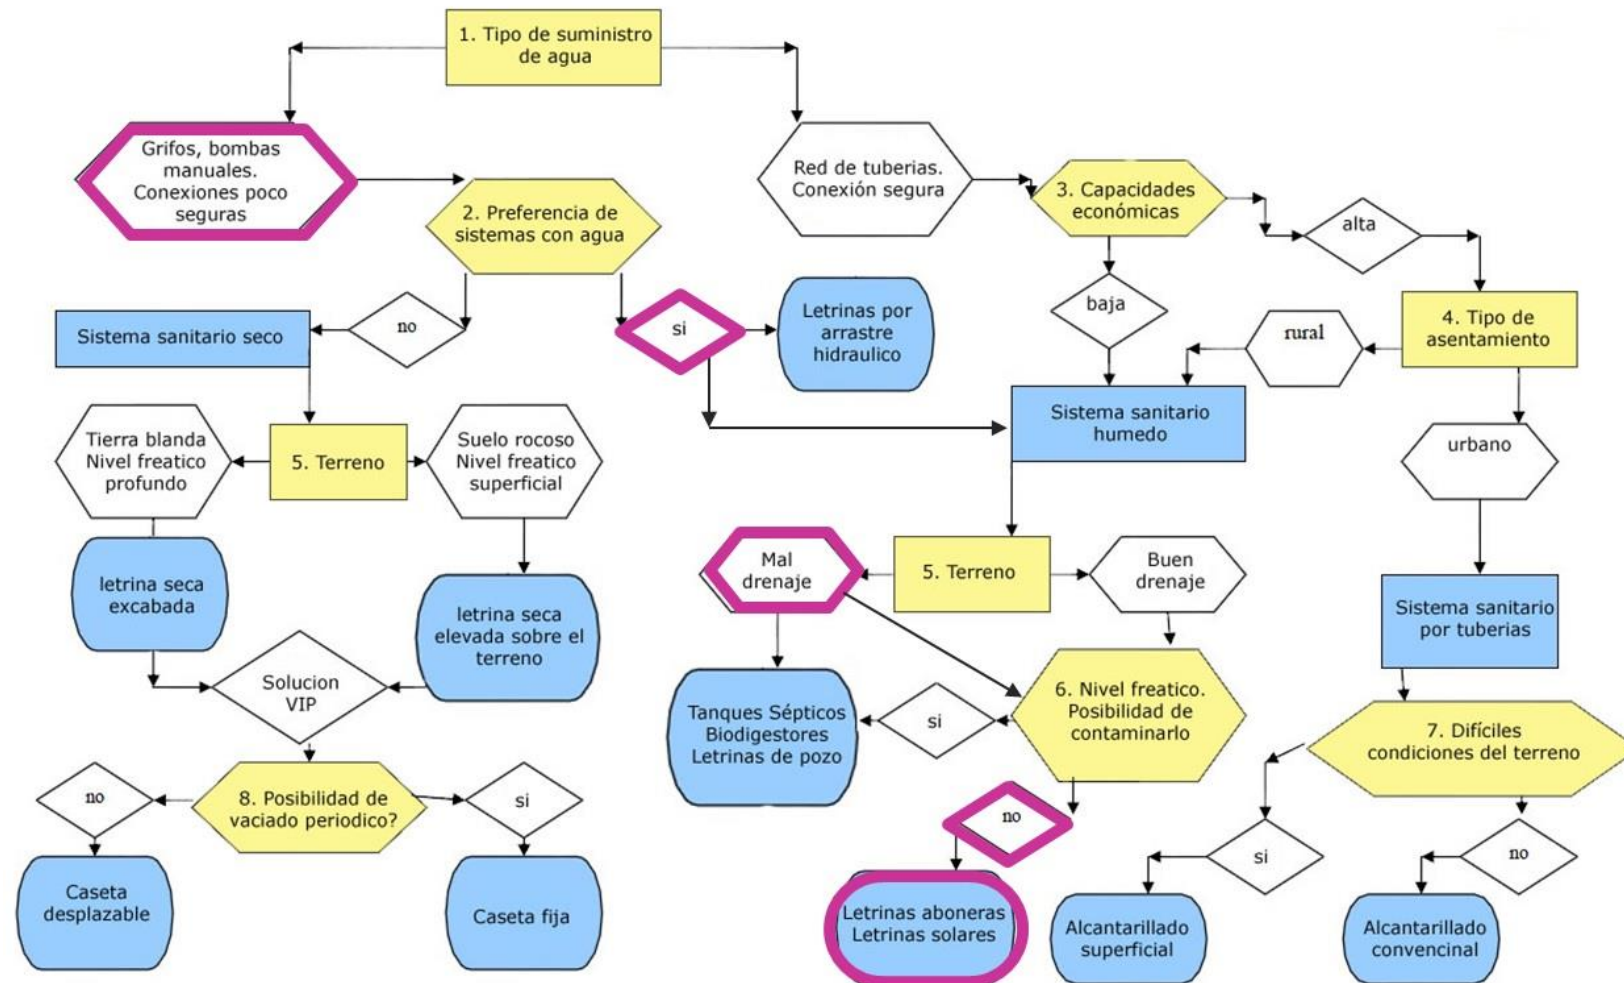 1. Tipo de suministro
de agua
Grifos, bombas
manuales.
Conexiones poco
seguras
Red de tuberias.
Conexión segura
2. Preferencia de
sistemas con agua
3. Capacidades
económicas
alta
baja
4. Tipo de
asentamiento
rural
urbano
no
si
Sistema sanitario seco
Letrinas por
arrastre
hidraulico
Sistema sanitario
humedo
Tierra blanda
Nivel freatico
profundo
5. Terreno
Suelo rocoso
Nivel freatico
superficial
letrina seca
excabada
letrina seca
elevada sobre el
terreno
Solucion
VIP
8. Posibilidad de
vaciado periodico?
no
si
Caseta
desplazable
Caseta fija
Mal
drenaje
5. Terreno
Buen
drenaje
Tanques Sépticos
Biodigestores
Letrinas de pozo
si
6. Nivel freatico.
Posibilidad de
contaminarlo
no
Letrinas aboneras
Letrinas solares
Sistema sanitario
por tuberias
7. Difíciles
condiciones del terreno
si
no
Alcantarillado
superficial
Alcantarillado
convencinal